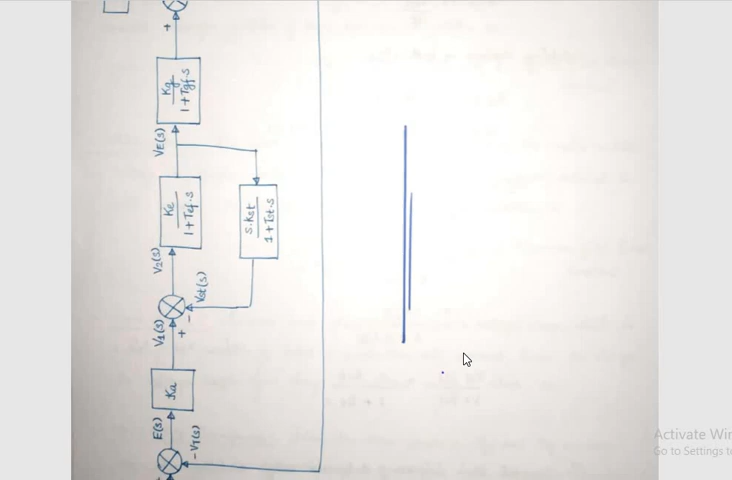 E(s)
- VT(s)
Ka
V1(s)
+
-
Vst(s)
V2(s)
Ke
1+Tef.s
S.Kst
1+Tst.s
VE(s)
Kg
1+Tgf.s
+
Activate Win
Go to Settings t